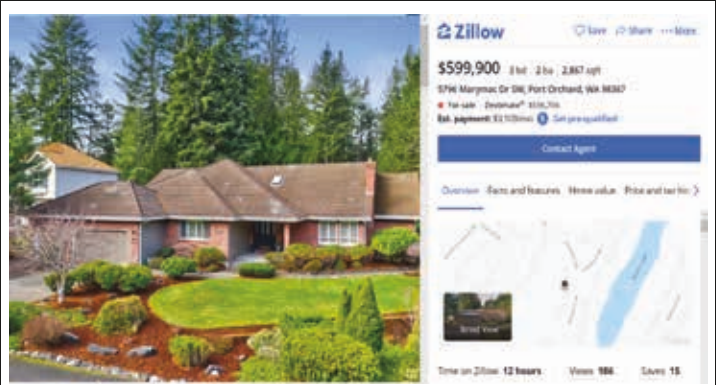 Zillow Save Share More
$599,900 3 bd 2 ba 2,867 sqft
5796 Marymac Dr SW, Port Orchard, WA 98367
For sale Zestimate®
Est. payment: Get pre-qualified
Contact Agent
Overview Facts and features Home value Price and tax
Street View
Time on Zillow 12 hours Views 986 Saves 15